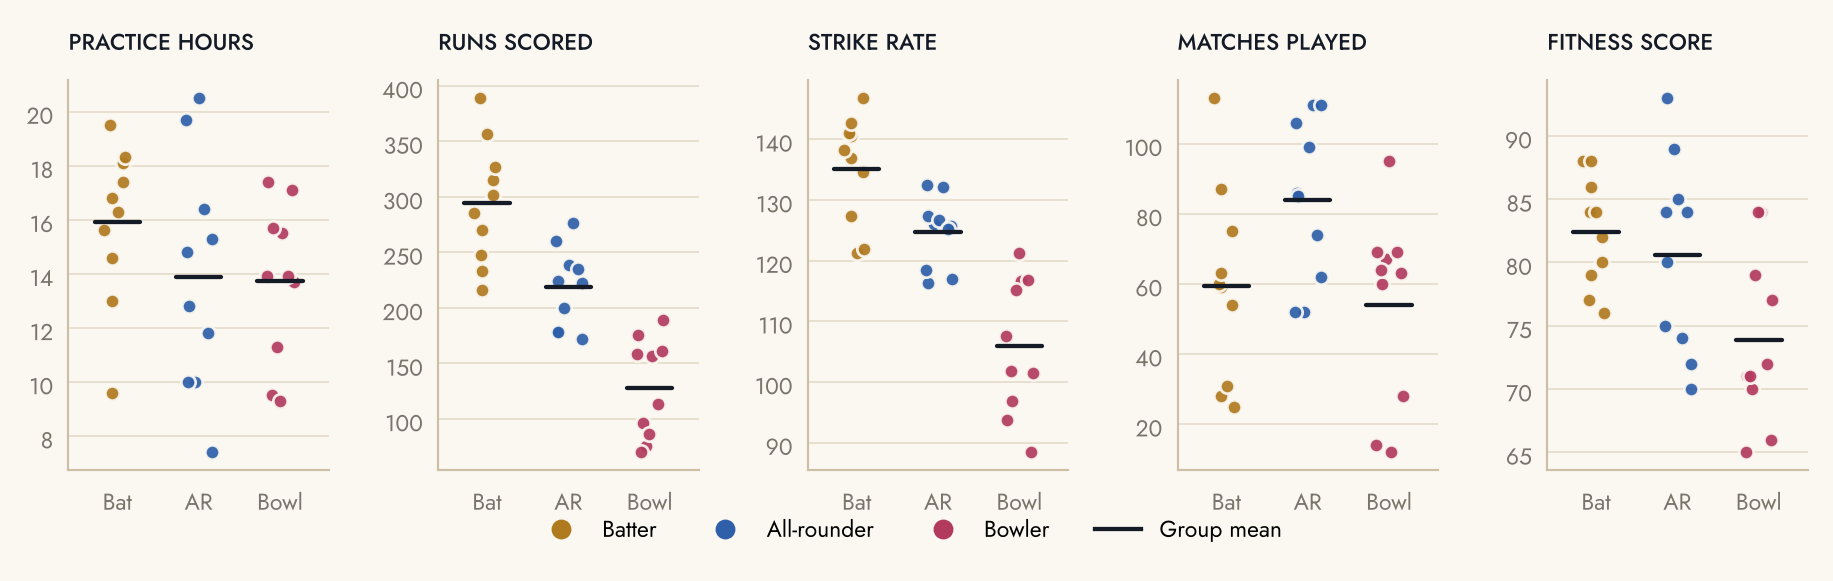 PRACTICE HOURS
20
18
16
14
12
10
8
Bat AR Bowl
RUNS SCORED
400
350
300
250
200
150
100
Bat AR Bowl
STRIKE RATE
140
130
120
110
100
90
Bat AR Bowl
MATCHES PLAYED
100
80
60
40
20
Bat AR Bowl
FITNESS SCORE
90
85
80
75
70
65
Bat AR Bowl
Batter All-rounder Bowler Group mean